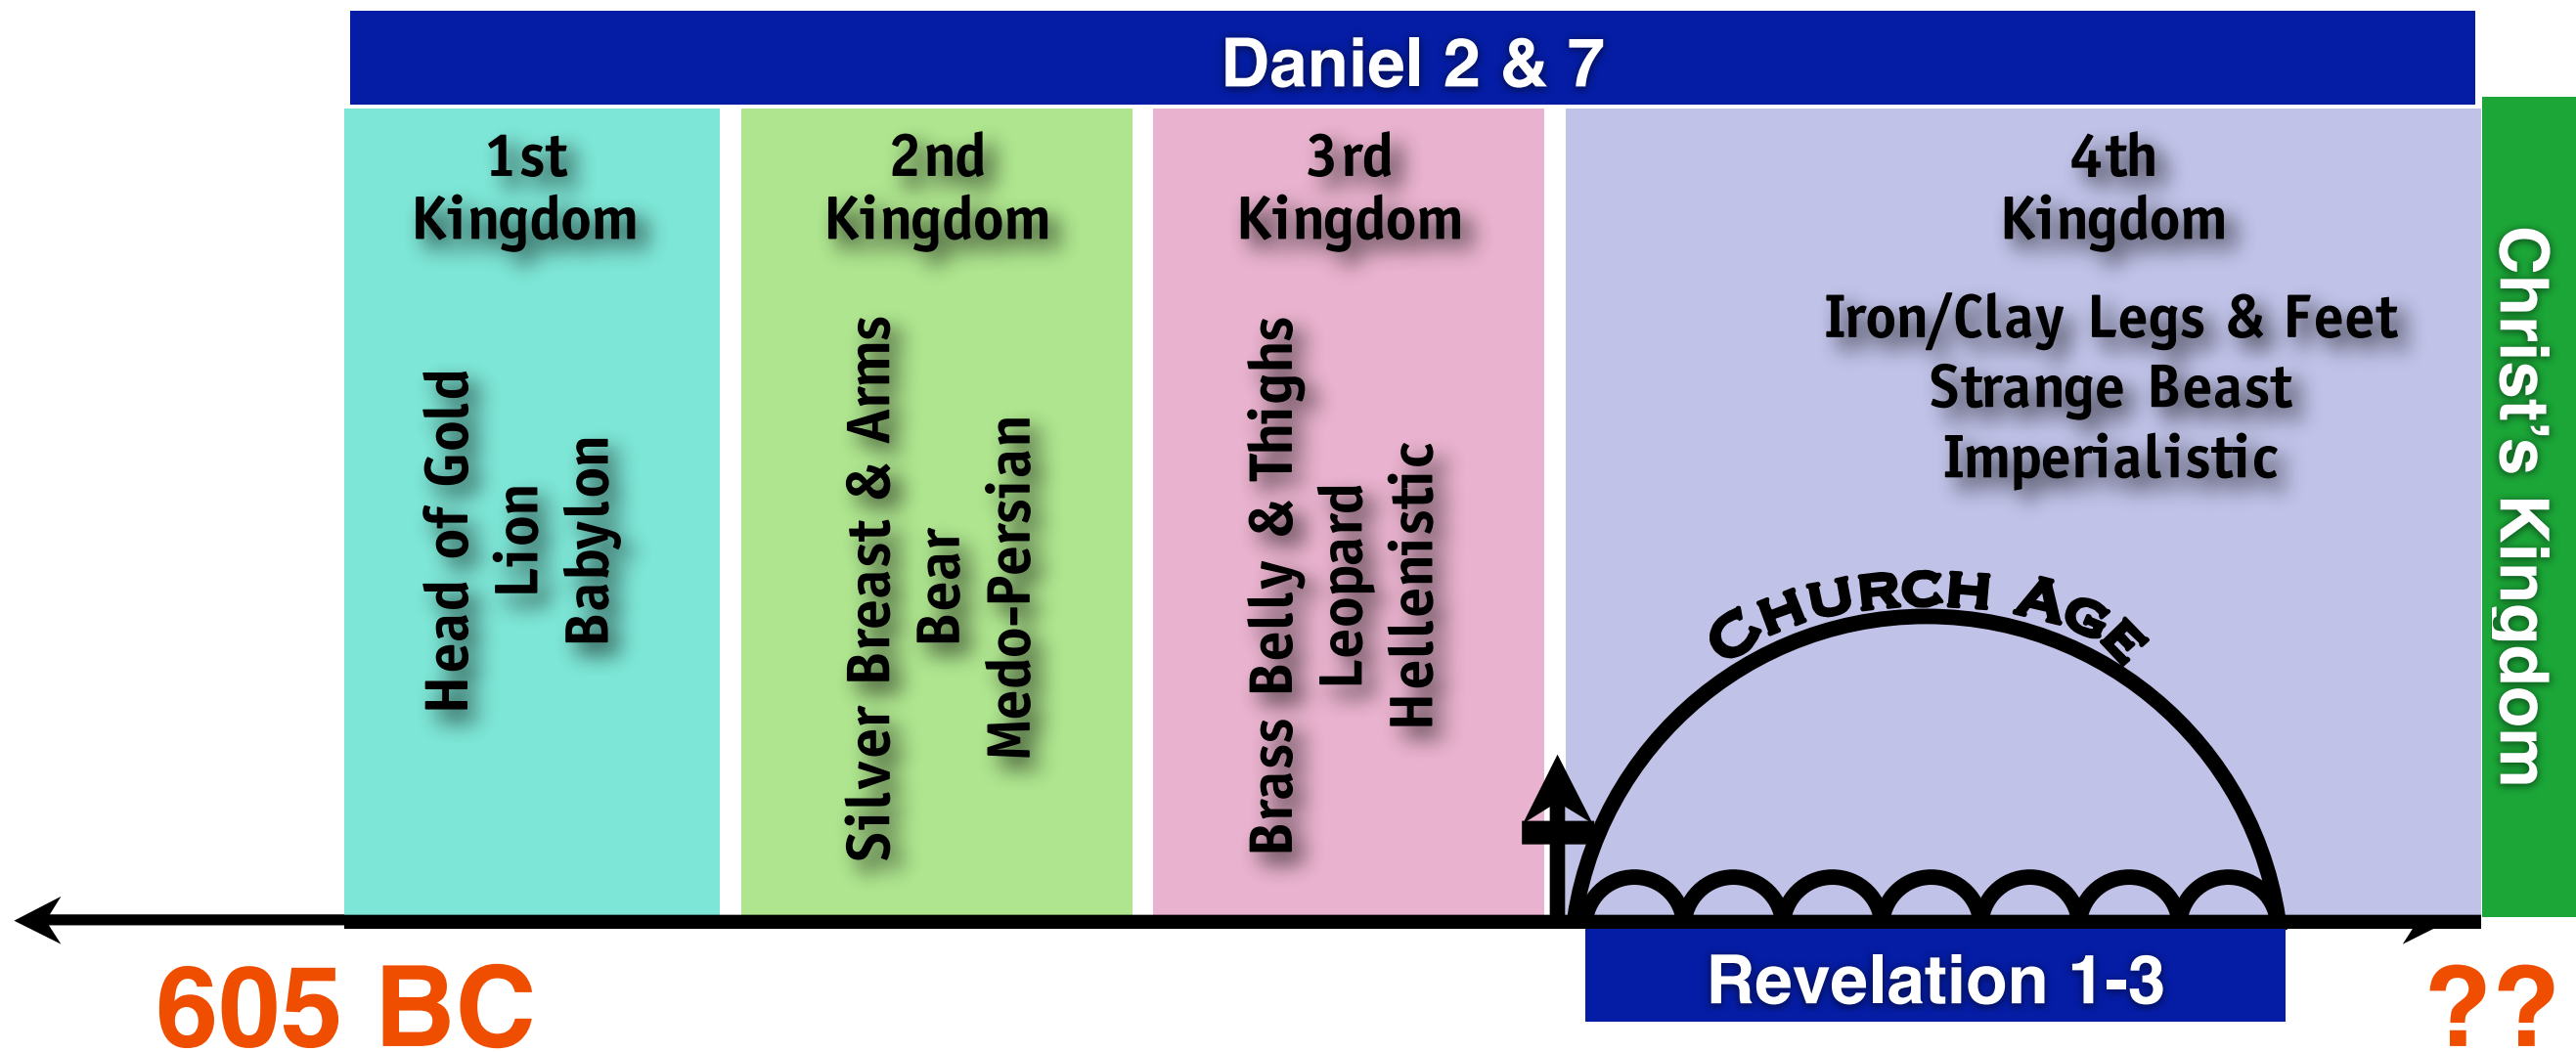 Daniel 2 & 7
1st
Kingdom
Head of Gold
Lion
Babylon
2nd
Kingdom
Silver Breast & Arms
Bear
Medo-Persian
3rd
Kingdom
Brass Belly & Thighs
Leopard
Hellenistic
4th
Kingdom
Iron/Clay Legs & Feet
Strange Beast
Imperialistic
Church Age
Christ's Kingdom
Revelation 1-3
605 BC
??